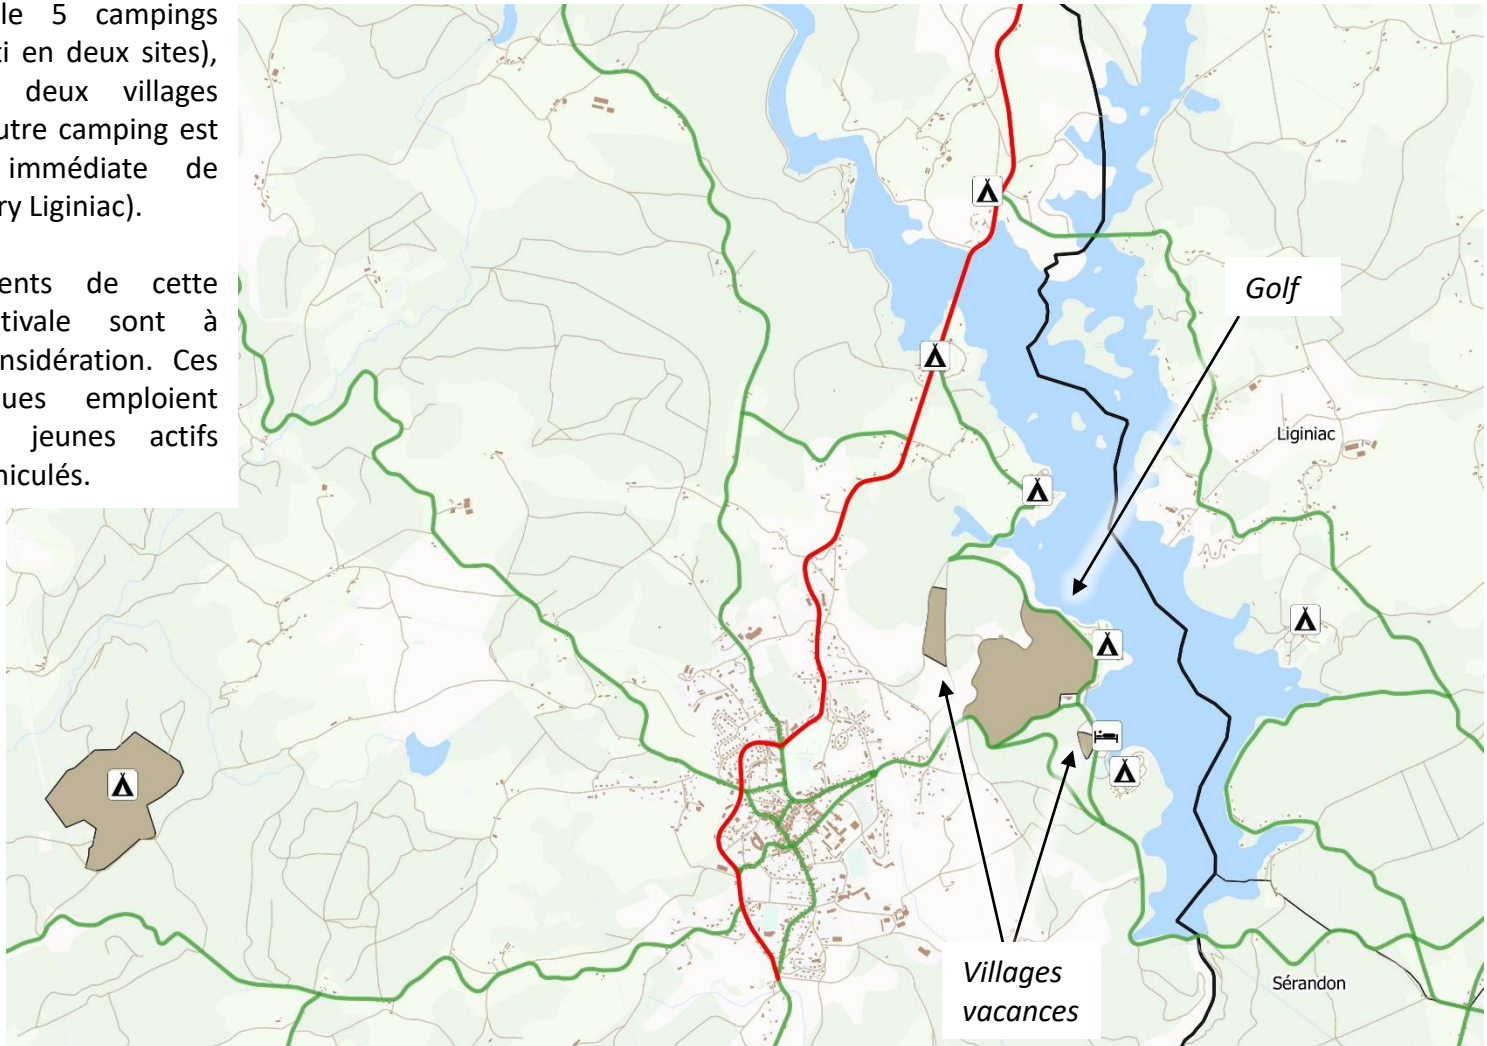 le 5 campings
ti en deux sites),
deux villages
utre camping est
immédiate de
ry Liginiac).
ents de cette
tivale sont à
nsidération. Ces
ues emploient
jeunes actifs
niculés.
Golf
Liginiac
Villages
vacances
Sérandon